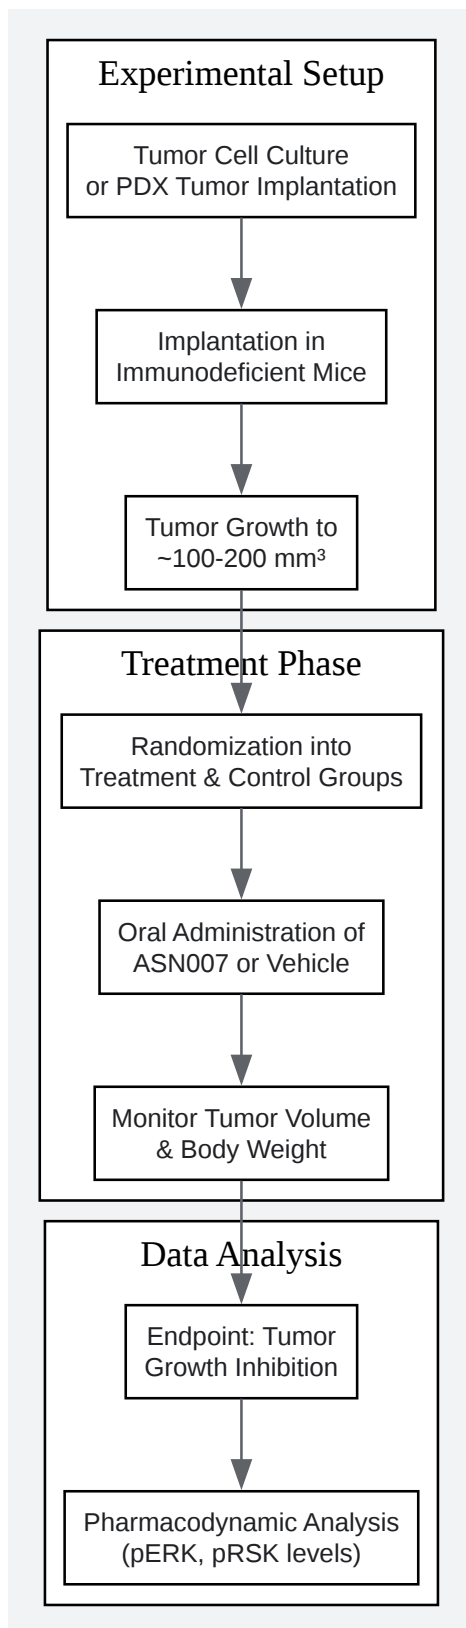 Experimental Setup
Tumor Cell Culture
or PDX Tumor Implantation
Implantation in
Immunodeficient Mice
Tumor Growth to
~100-200 mm³
Treatment Phase
Randomization into
Treatment & Control Groups
Oral Administration of
ASN007 or Vehicle
Monitor Tumor Volume
& Body Weight
Data Analysis
Endpoint: Tumor
Growth Inhibition
Pharmacodynamic Analysis
(pERK, pRSK levels)